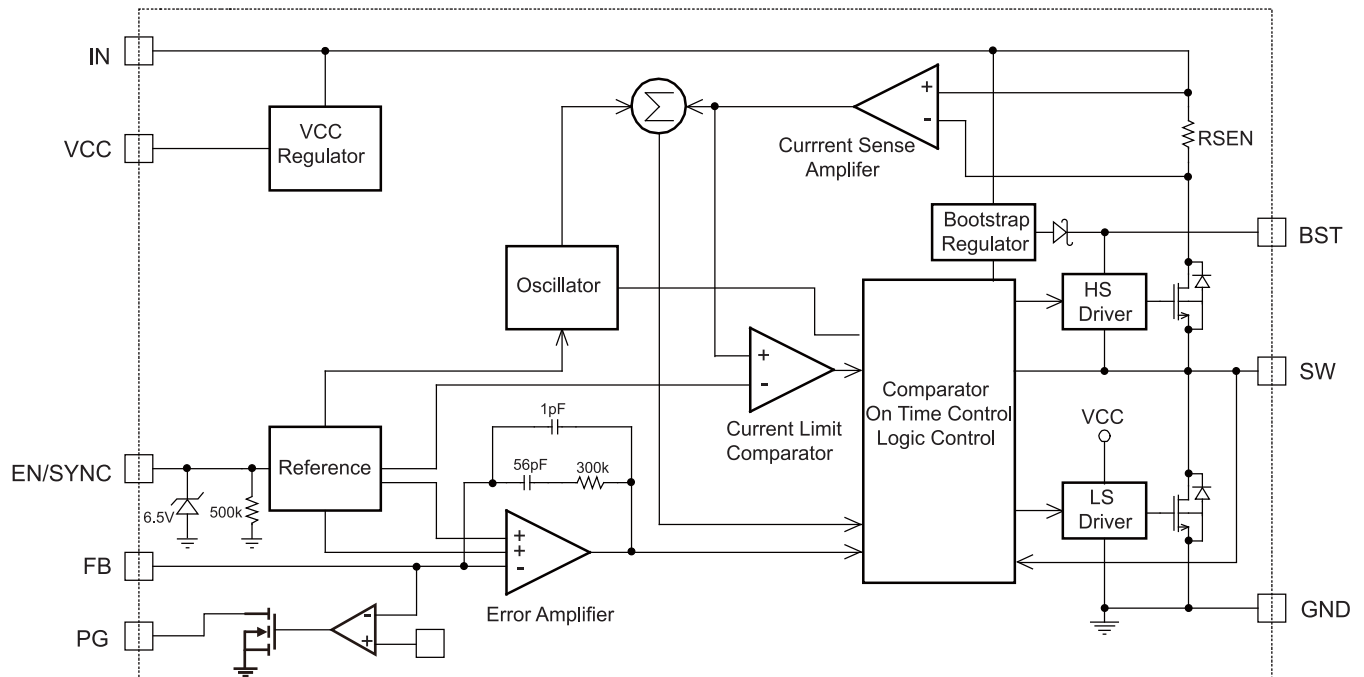 IN
VCC
VCC
Regulator
Σ
+
-
Currrent Sense
Amplifer
RSEN
Bootstrap
Regulator
BST
Oscillator
HS
Driver
+
-
Current Limit
Comparator
Comparator
On Time Control
Logic Control
SW
VCC
EN/SYNC
6.5V
500k
Reference
1pF
56pF
300k
LS
Driver
+
+
-
Error Amplifier
FB
PG
-
+
GND